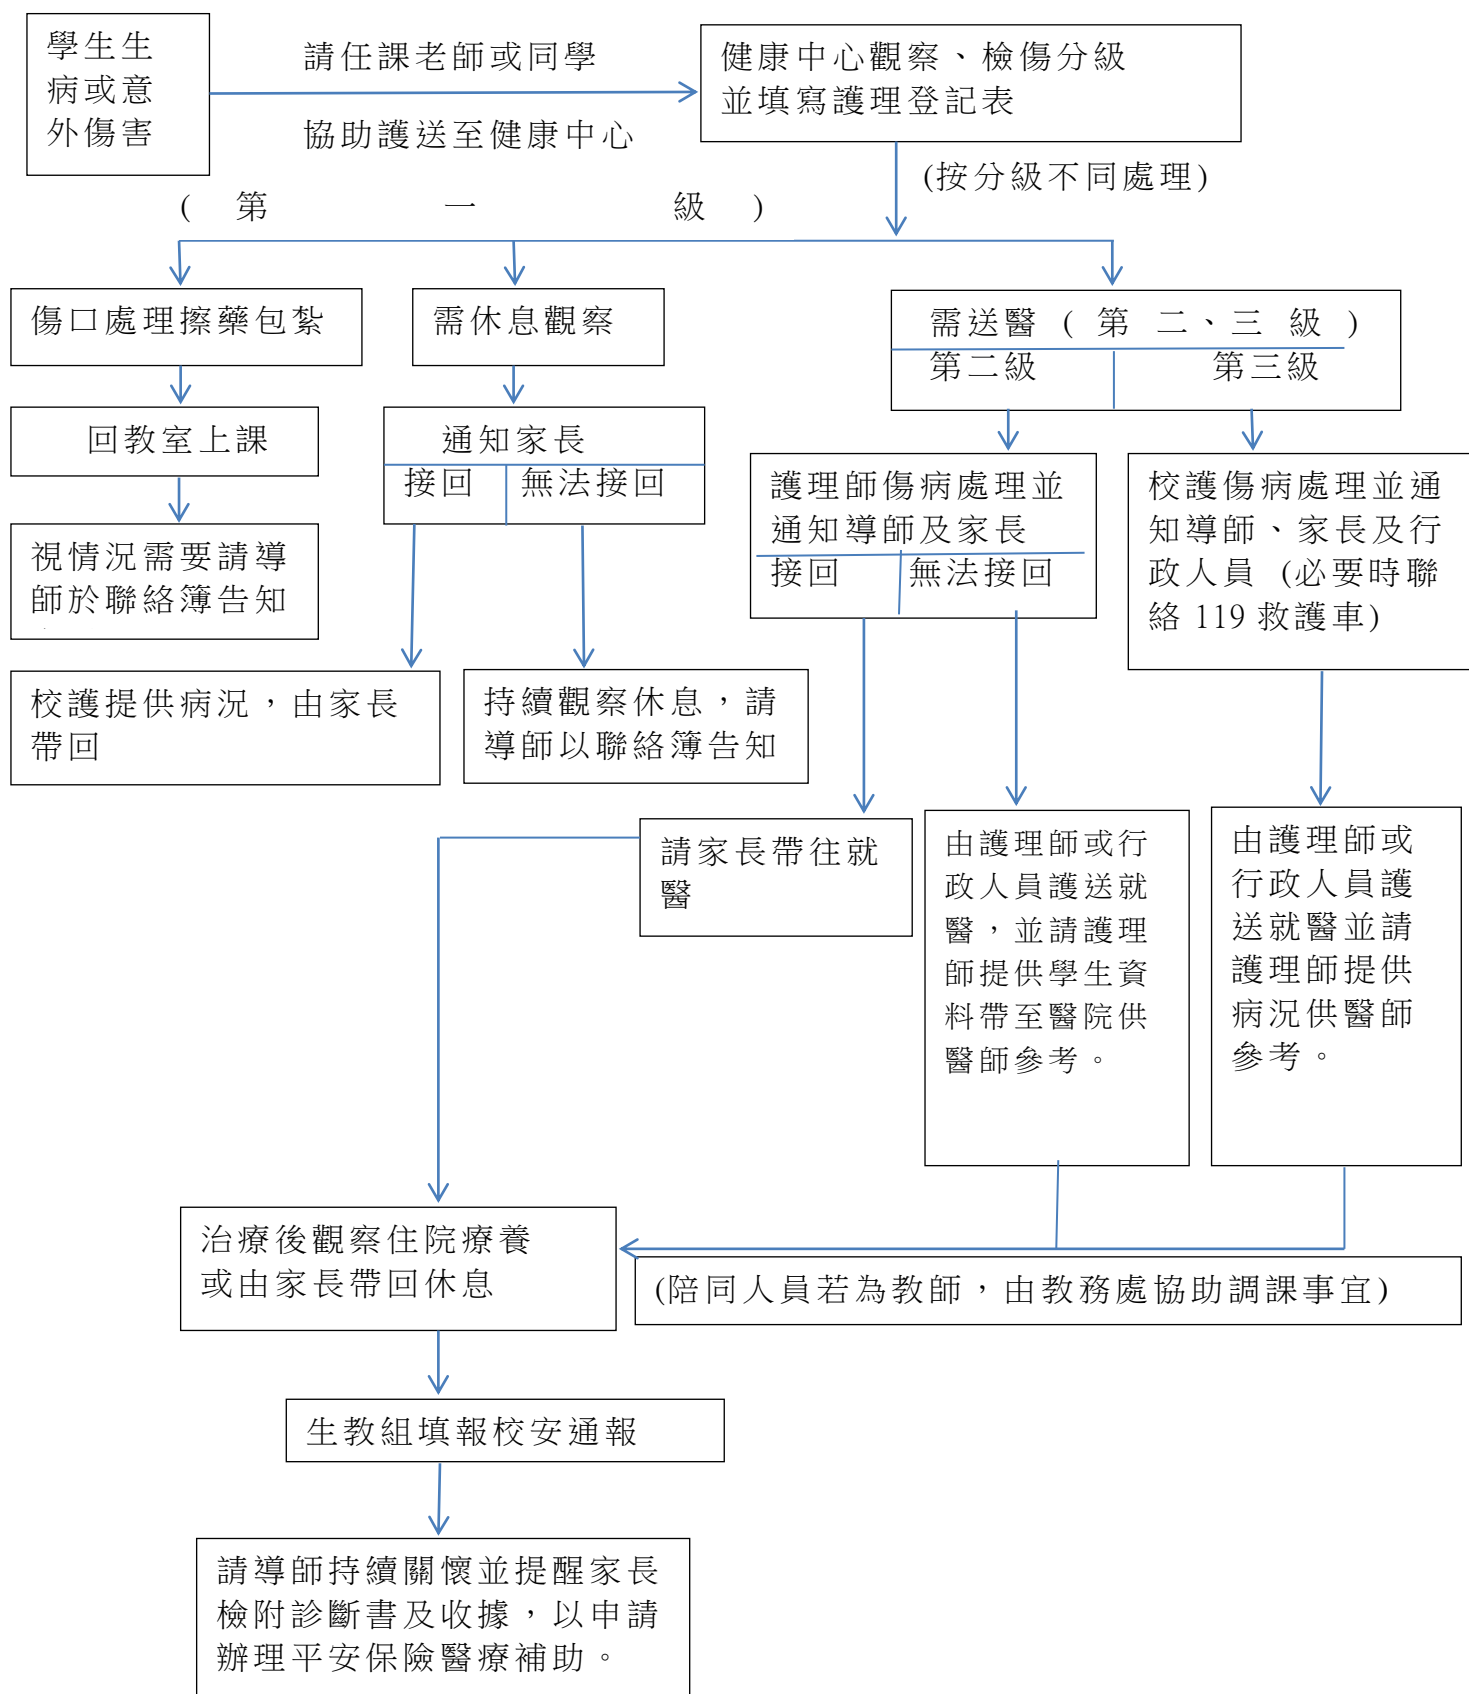 學生生
病或意
外傷害
請任課老師或同學
協助護送至健康中心
健康中心觀察、檢傷分級
並填寫護理登記表
(按分級不同處理)
( 第 一 級 )
傷口處理擦藥包紮
需休息觀察
需送醫 ( 第 二、三 級 )
第二級 第三級
回教室上課
通知家長
接回 無法接回
視情況需要請導
師於聯絡簿告知
護理師傷病處理並
通知導師及家長
接回 無法接回
校護傷病處理並通
知導師、家長及行
政人員 (必要時聯
絡 119 救護車)
校護提供病況，由家長
帶回
持續觀察休息，請
導師以聯絡簿告知
請家長帶往就
醫
由護理師或行
政人員護送就
醫，並請護理
師提供學生資
料帶至醫院供
醫師參考。
由護理師或
行政人員護
送就醫並請
護理師提供
病況供醫師
參考。
治療後觀察住院療養
或由家長帶回休息
(陪同人員若為教師，由教務處協助調課事宜)
生教組填報校安通報
請導師持續關懷並提醒家長
檢附診斷書及收據，以申請
辦理平安保險醫療補助。